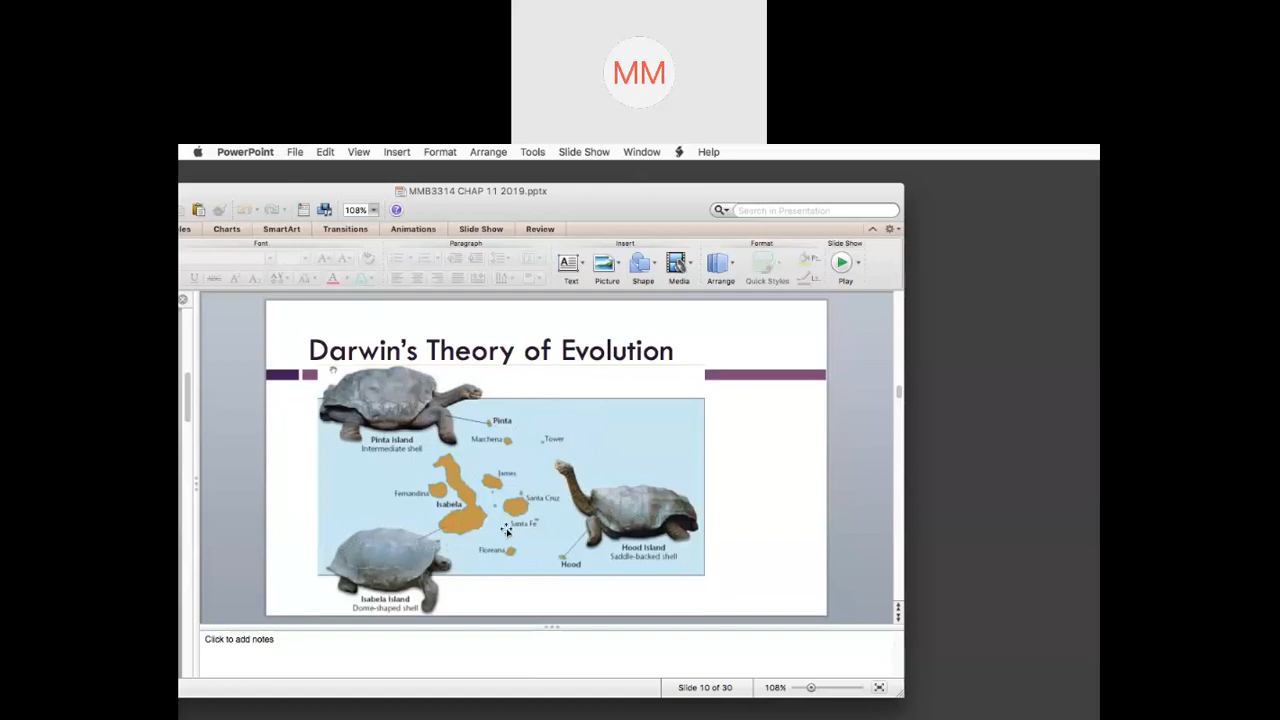 MM
PowerPoint File Edit View Insert Format Arrange Tools Slide Show Window Help
MMB3314 CHAP 11 2019.pptx
108% Search in Presentation
Charts SmartArt Transitions Animations Slide Show Review
Font Paragraph Insert Format Slide Show
Text Picture Shape Media Arrange Quick Styles Play
Darwin's Theory of Evolution
Pinta
Pinta Island
Intermediate shell
Marchena
Tower
James
Fernandina
Santa Cruz
Isabela
Santa Fe
Floreana
Hood Island
Saddle-backed shell
Hood
Isabela Island
Dome-shaped shell
Click to add notes
Slide 10 of 30 108%